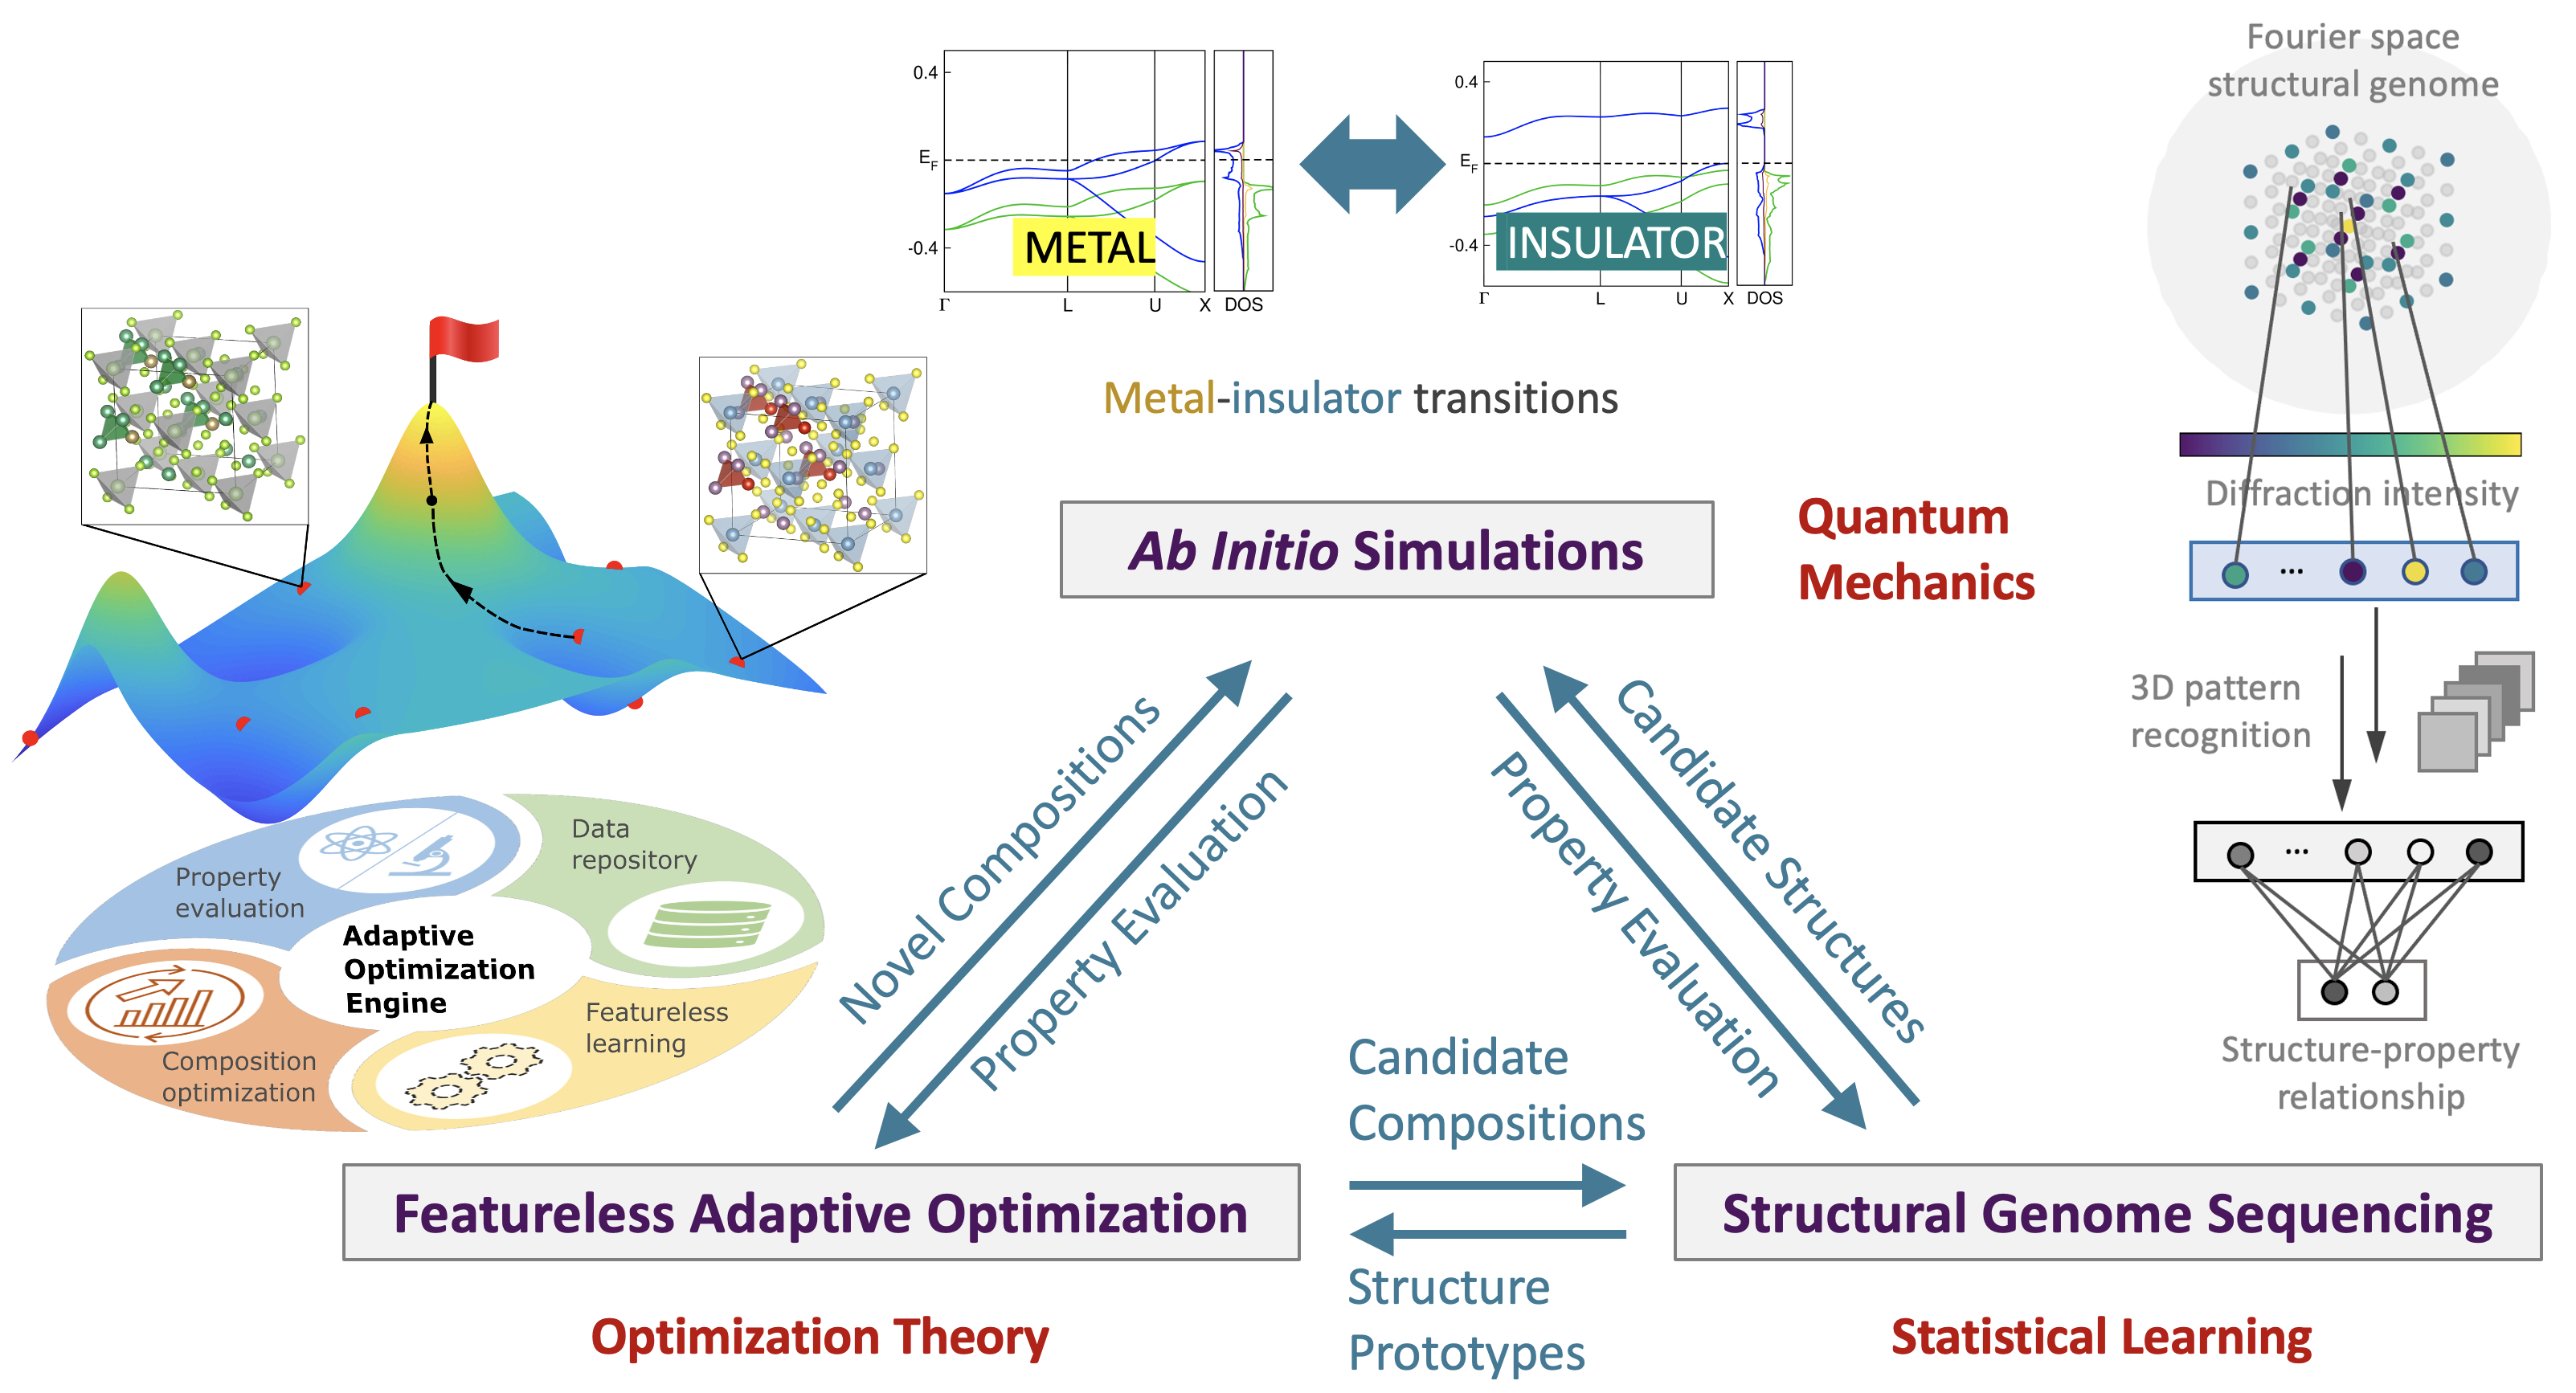 0.4
E_F
-0.4
Γ
L
U
X
DOS
METAL
0.4
E_F
-0.4
Γ
L
U
X
DOS
INSULATOR
Metal-insulator transitions
Fourier space
structural genome
Diffraction intensity
...
3D pattern
recognition
...
Structure-property
relationship
Ab Initio Simulations
Quantum
Mechanics
Novel Compositions
Property Evaluation
Property Evaluation
Candidate Structures
Property
evaluation
Data
repository
Adaptive
Optimization
Engine
Composition
optimization
Featureless
learning
Candidate
Compositions
Structure
Prototypes
Featureless Adaptive Optimization
Structural Genome Sequencing
Optimization Theory
Statistical Learning